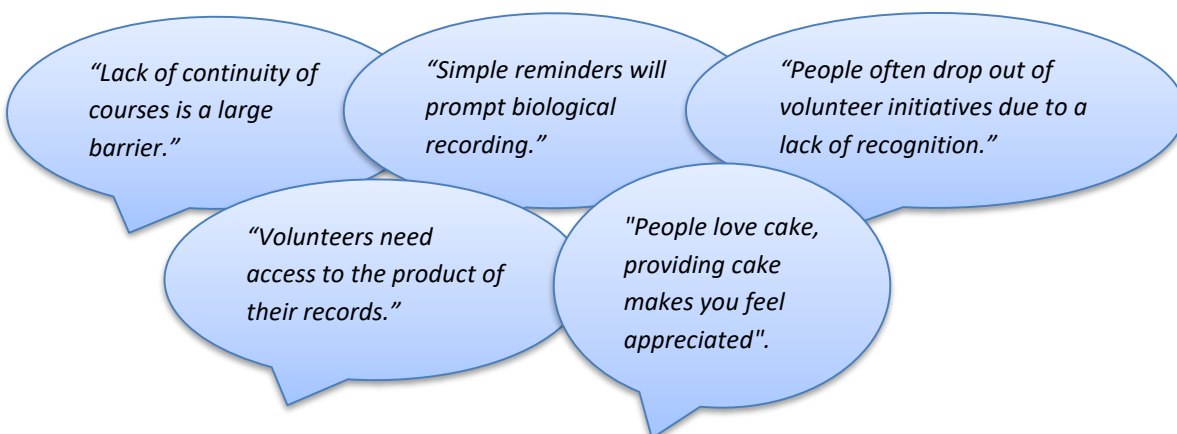 “Lack of continuity of
courses is a large
barrier.”
“Simple reminders will
prompt biological
recording.”
“People often drop out of
volunteer initiatives due to a
lack of recognition.”
“Volunteers need
access to the product of
their records.”
"People love cake,
providing cake
makes you feel
appreciated".